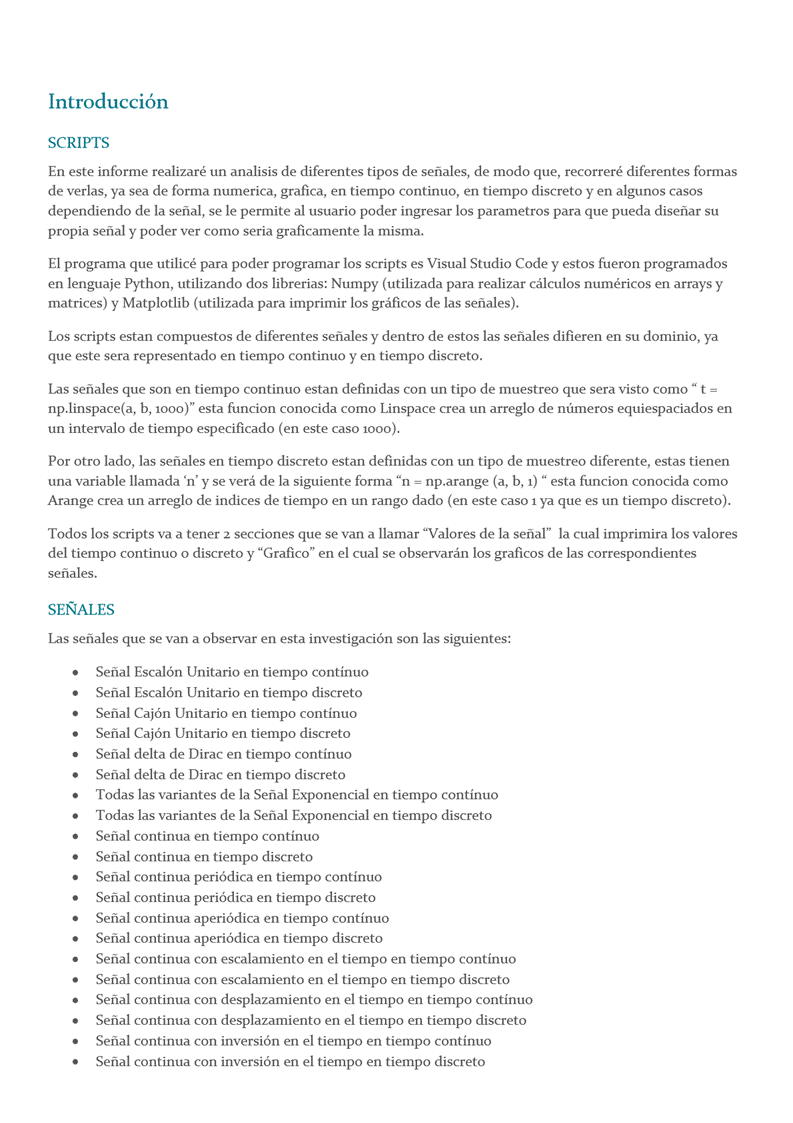 Introducción
SCRIPTS
En este informe realizaré un analisis de diferentes tipos de señales, de modo que, recorreré diferentes formas
de verlas, ya sea de forma numerica, grafica, en tiempo continuo, en tiempo discreto y en algunos casos
dependiendo de la señal, se le permite al usuario poder ingresar los parametros para que pueda diseñar su
propia señal y poder ver como seria graficamente la misma.
El programa que utilicé para poder programar los scripts es Visual Studio Code y estos fueron programados
en lenguaje Python, utilizando dos librerias: Numpy (utilizada para realizar cálculos numéricos en arrays y
matrices) y Matplotlib (utilizada para imprimir los gráficos de las señales).
Los scripts estan compuestos de diferentes señales y dentro de estos las señales difieren en su dominio, ya
que este sera representado en tiempo continuo y en tiempo discreto.
Las señales que son en tiempo continuo estan definidas con un tipo de muestreo que sera visto como “ t =
np.linspace(a, b, 1000)” esta funcion conocida como Linspace crea un arreglo de números equiespaciados en
un intervalo de tiempo especificado (en este caso 1000).
Por otro lado, las señales en tiempo discreto estan definidas con un tipo de muestreo diferente, estas tienen
una variable llamada ‘n’ y se verá de la siguiente forma “n = np.arange (a, b, 1) “ esta funcion conocida como
Arange crea un arreglo de indices de tiempo en un rango dado (en este caso 1 ya que es un tiempo discreto).
Todos los scripts va a tener 2 secciones que se van a llamar “Valores de la señal”  la cual imprimira los valores
del tiempo continuo o discreto y “Grafico” en el cual se observarán los graficos de las correspondientes
señales.
SEÑALES
Las señales que se van a observar en esta investigación son las siguientes:
• Señal Escalón Unitario en tiempo contínuo
• Señal Escalón Unitario en tiempo discreto
• Señal Cajón Unitario en tiempo contínuo
• Señal Cajón Unitario en tiempo discreto
• Señal delta de Dirac en tiempo contínuo
• Señal delta de Dirac en tiempo discreto
• Todas las variantes de la Señal Exponencial en tiempo contínuo
• Todas las variantes de la Señal Exponencial en tiempo discreto
• Señal continua en tiempo contínuo
• Señal continua en tiempo discreto
• Señal continua periódica en tiempo contínuo
• Señal continua periódica en tiempo discreto
• Señal continua aperiódica en tiempo contínuo
• Señal continua aperiódica en tiempo discreto
• Señal continua con escalamiento en el tiempo en tiempo contínuo
• Señal continua con escalamiento en el tiempo en tiempo discreto
• Señal continua con desplazamiento en el tiempo en tiempo contínuo
• Señal continua con desplazamiento en el tiempo en tiempo discreto
• Señal continua con inversión en el tiempo en tiempo contínuo
• Señal continua con inversión en el tiempo en tiempo discreto